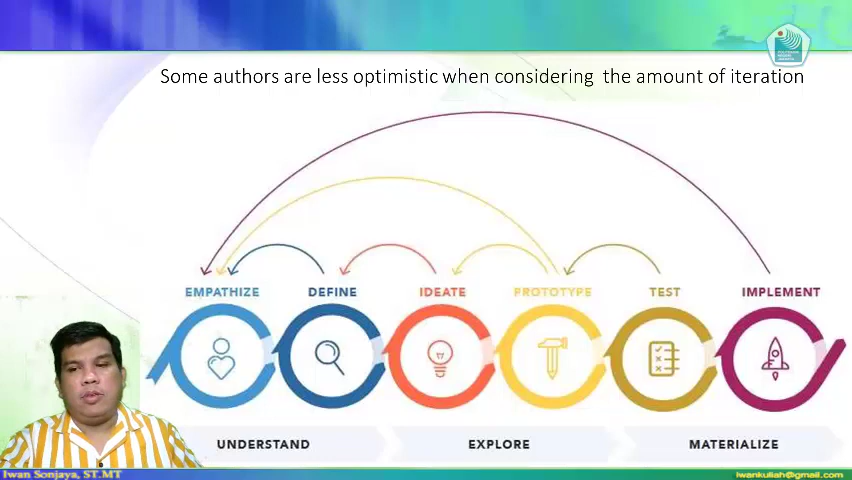 Some authors are less optimistic when considering the amount of iteration
EMPATHIZE DEFINE IDEATE PROTOTYPE TEST IMPLEMENT
UNDERSTAND EXPLORE MATERIALIZE
Iwan Sonjaya, ST.MT iwankuliah@gmail.com